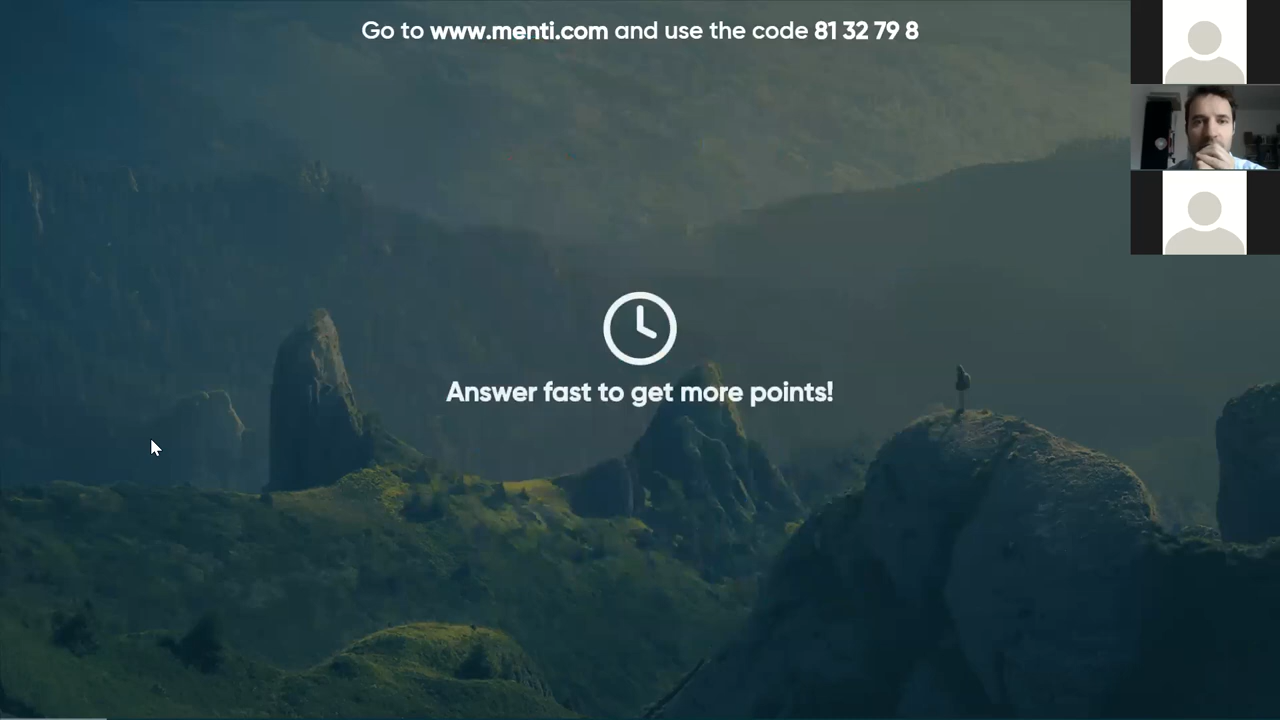 Go to www.menti.com and use the code 81 32 79 8
Answer fast to get more points!